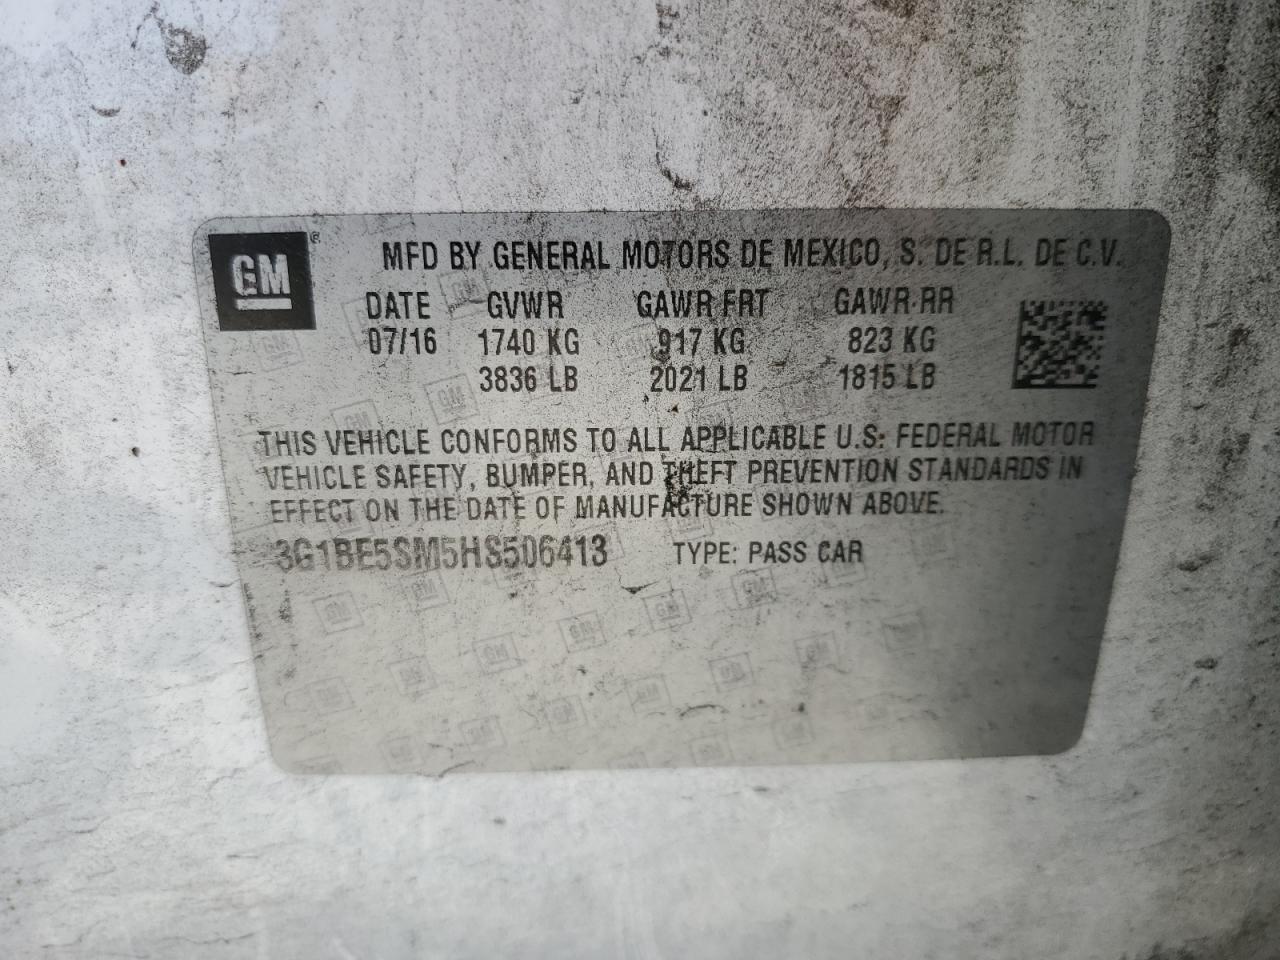 GM®
MFD BY GENERAL MOTORS DE MEXICO, S. DE R.L. DE C.V.
DATE GVWR GAWR FRT GAWR RR
07/16 1740 KG 917 KG 823 KG
3836 LB 2021 LB 1815 LB
THIS VEHICLE CONFORMS TO ALL APPLICABLE U.S. FEDERAL MOTOR
VEHICLE SAFETY, BUMPER, AND THEFT PREVENTION STANDARDS IN
EFFECT ON THE DATE OF MANUFACTURE SHOWN ABOVE.
3G1BE5SM5HS506413 TYPE: PASS CAR